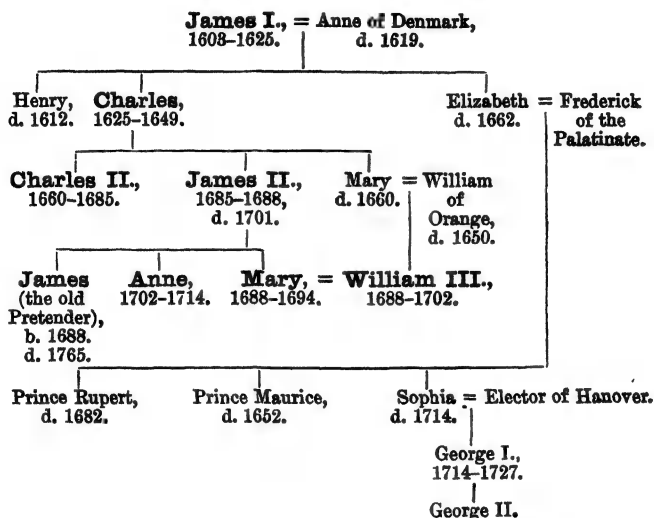 James I., = Anne of Denmark,
1603–1625. d. 1619.
Henry, Charles, Elizabeth = Frederick
d. 1612. 1625–1649. d. 1662. of the
Palatinate.
Charles II., James II., Mary = William
1660–1685. 1685–1688, d. 1660. of
d. 1701. Orange,
d. 1650.
James Anne, Mary, = William III.,
(the old 1702–1714. 1688–1694. 1688–1702.
Pretender),
b. 1688.
d. 1765.
Prince Rupert, Prince Maurice, Sophia = Elector of Hanover.
d. 1682. d. 1652. d. 1714.
George I.,
1714–1727.
George II.